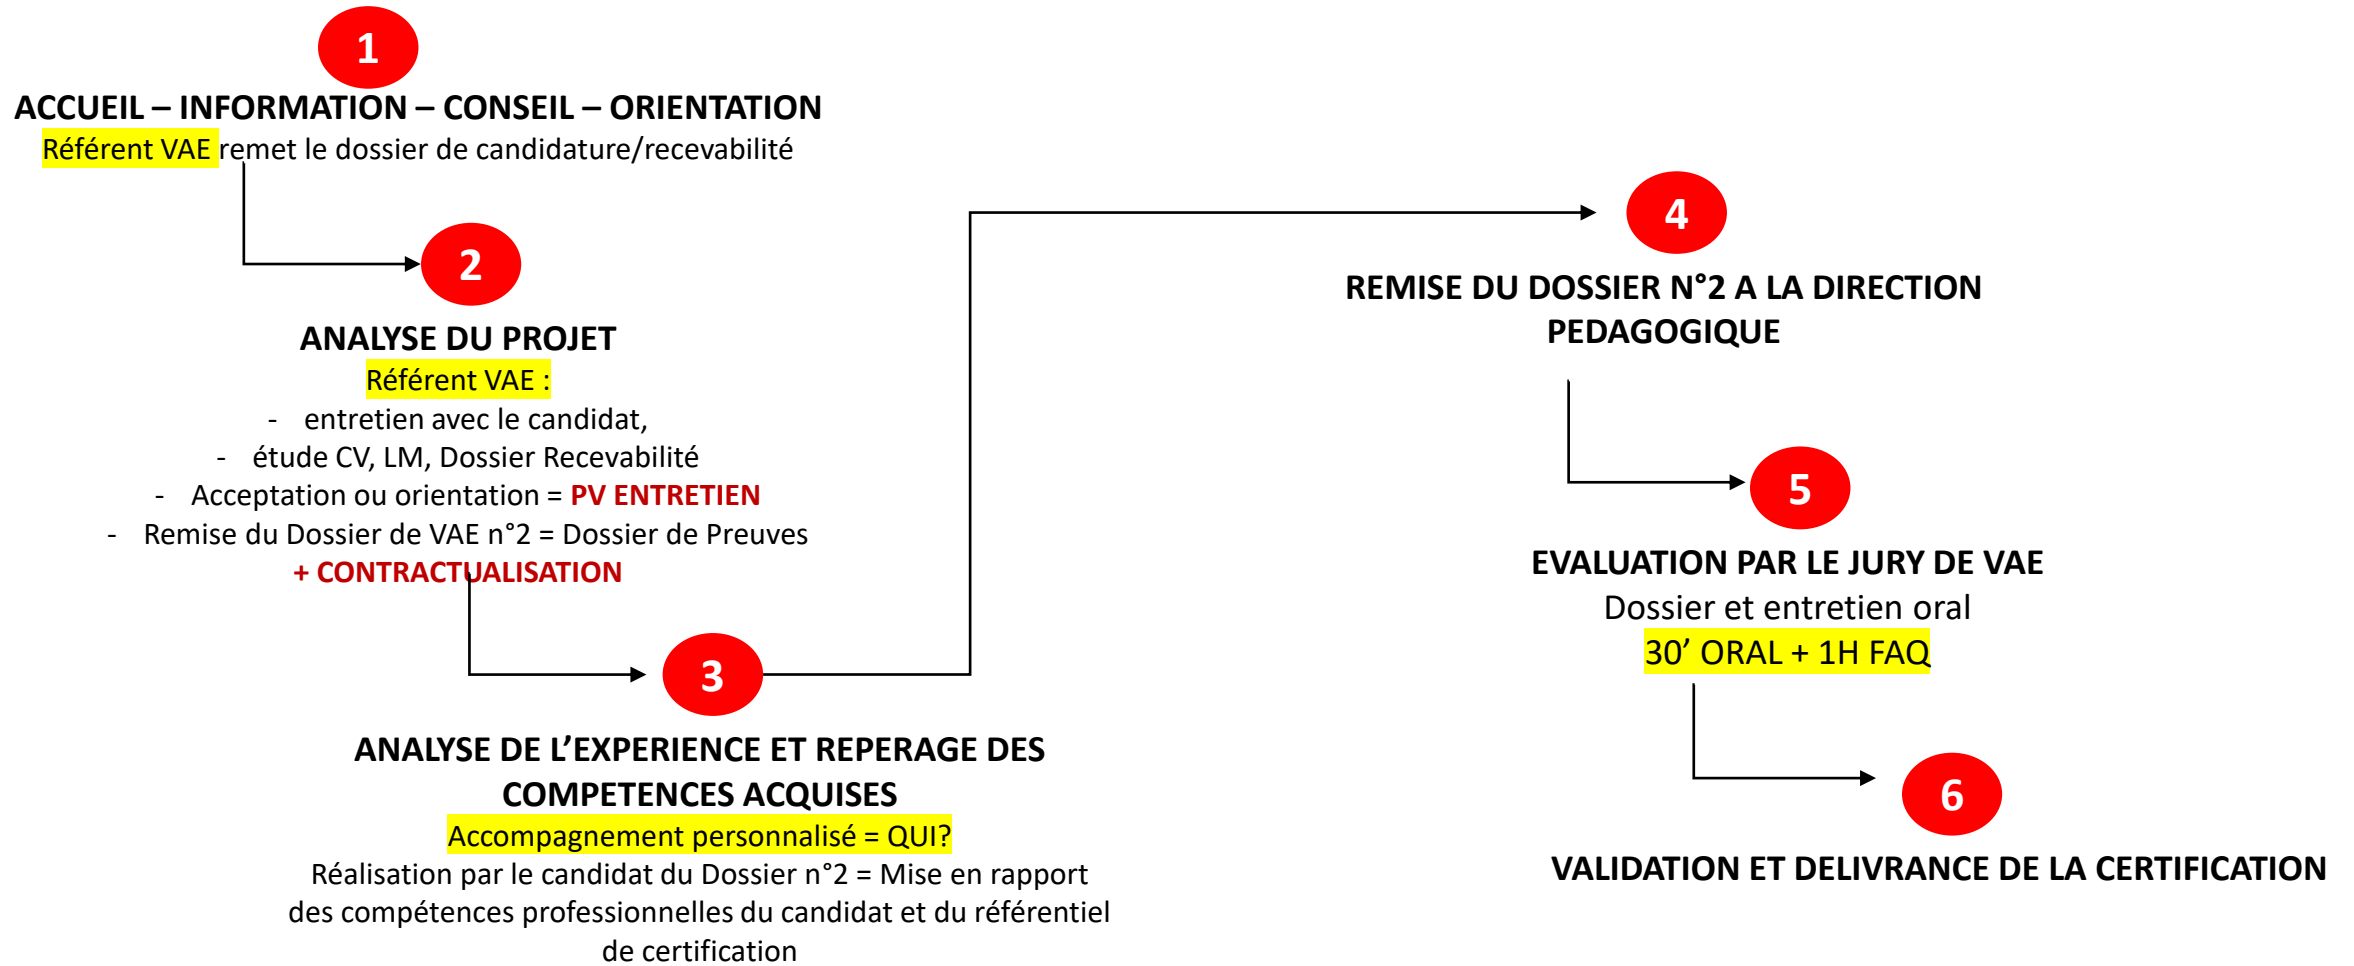 1
ACCUEIL – INFORMATION – CONSEIL – ORIENTATION
Référent VAE remet le dossier de candidature/recevabilité
2
ANALYSE DU PROJET
Référent VAE :
- entretien avec le candidat,
- étude CV, LM, Dossier Recevabilité
- Acceptation ou orientation = PV ENTRETIEN
- Remise du Dossier de VAE n°2 = Dossier de Preuves
+ CONTRACTUALISATION
3
ANALYSE DE L’EXPERIENCE ET REPERAGE DES
COMPETENCES ACQUISES
Accompagnement personnalisé = QUI?
Réalisation par le candidat du Dossier n°2 = Mise en rapport
des compétences professionnelles du candidat et du référentiel
de certification
4
REMISE DU DOSSIER N°2 A LA DIRECTION
PEDAGOGIQUE
5
EVALUATION PAR LE JURY DE VAE
Dossier et entretien oral
30’ ORAL + 1H FAQ
6
VALIDATION ET DELIVRANCE DE LA CERTIFICATION